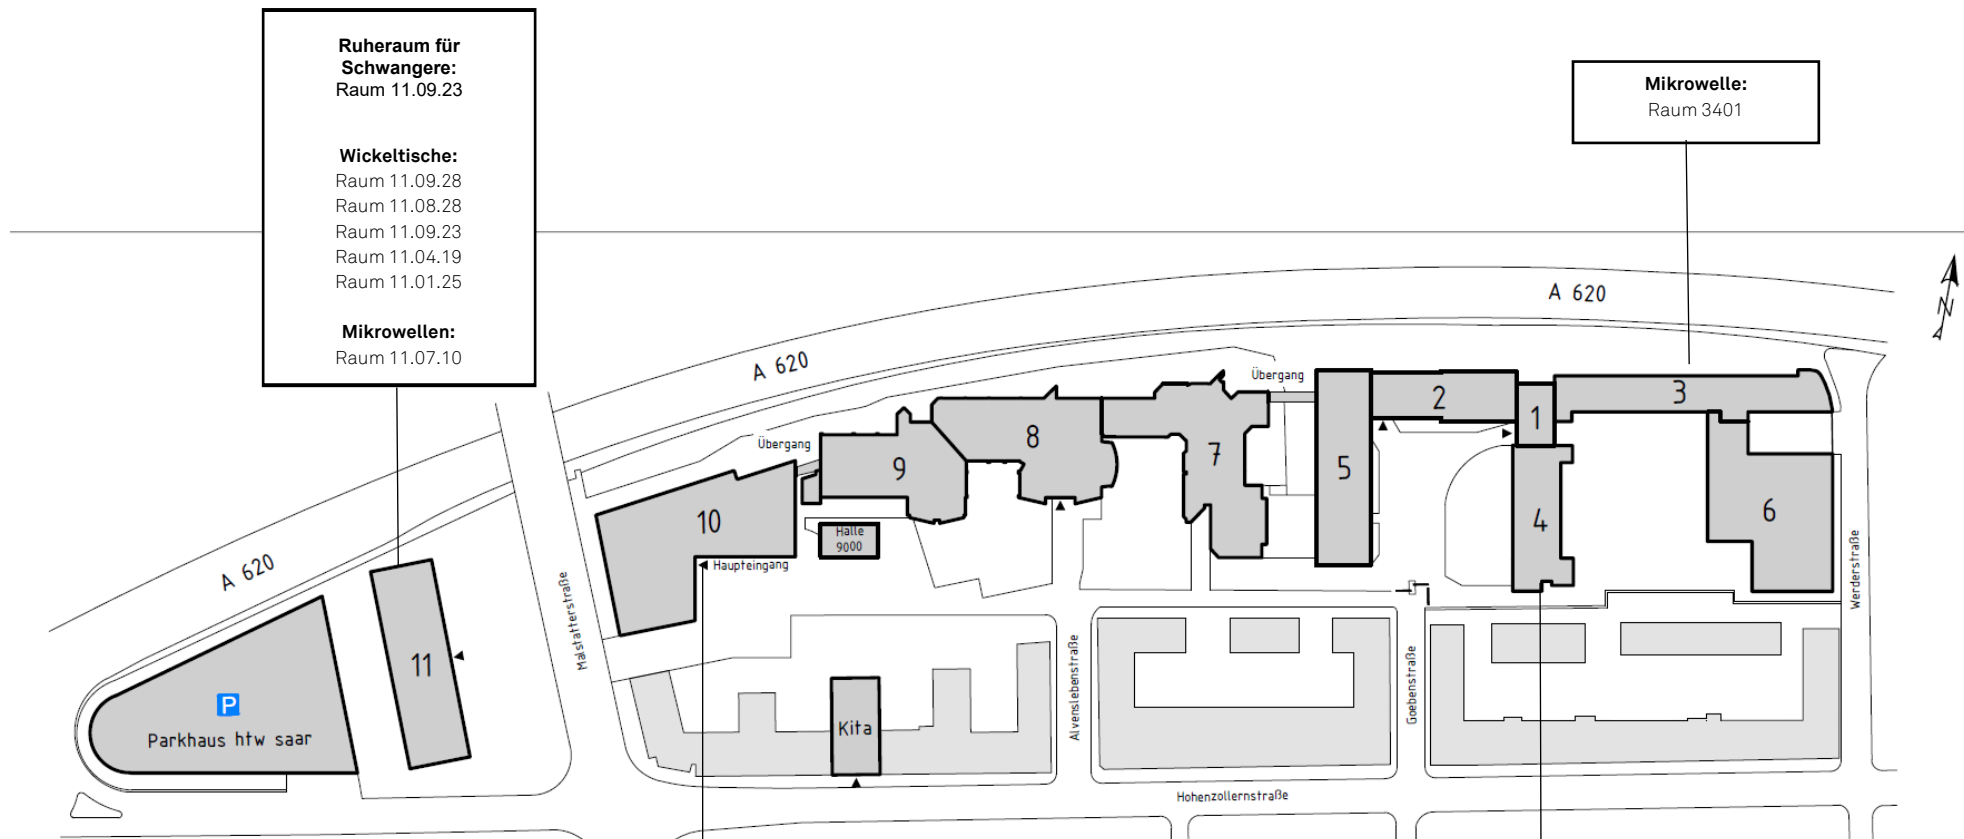 Ruheraum für
Schwangere:
Raum 11.09.23
Wickeltische:
Raum 11.09.28
Raum 11.08.28
Raum 11.09.23
Raum 11.04.19
Raum 11.01.25
Mikrowellen:
Raum 11.07.10
Mikrowelle:
Raum 3401
N
A 620
A 620
A 620
Übergang
Übergang
1
2
3
4
5
6
7
8
9
10
Halle
9000
Haupteingang
11
P
Parkhaus htw saar
Kita
Malstatterstraße
Alvenslebenstraße
Goebenstraße
Werderstraße
Hohenzollernstraße